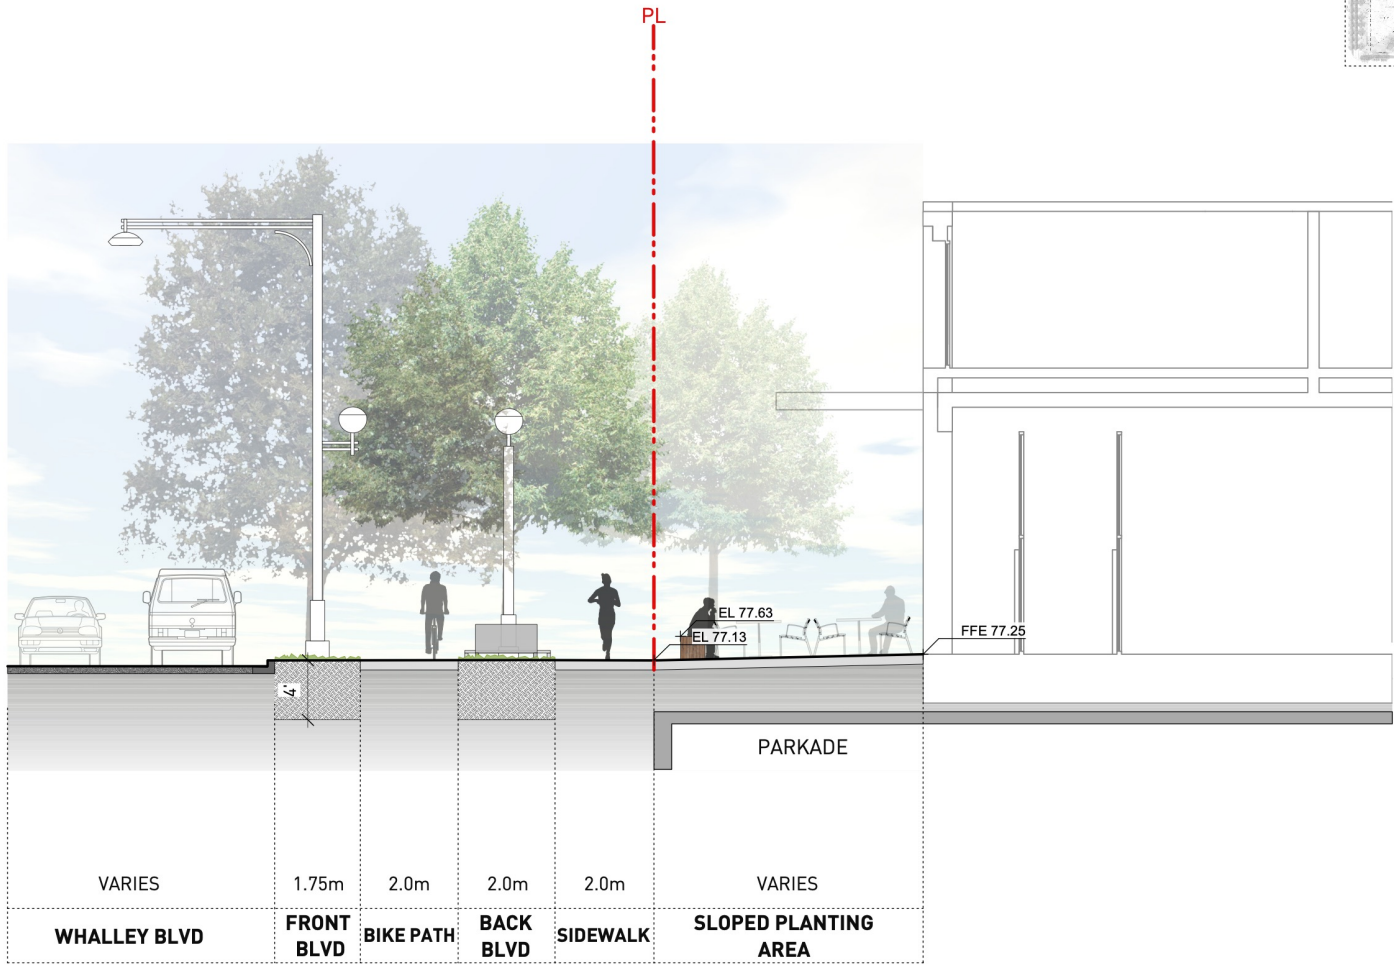 PL
EL 77.63
EL 77.13
FFE 77.25
4'
PARKADE
VARIES
1.75m
2.0m
2.0m
2.0m
VARIES
WHALLEY BLVD
FRONT
BLVD
BIKE PATH
BACK
BLVD
SIDEWALK
SLOPED PLANTING
AREA